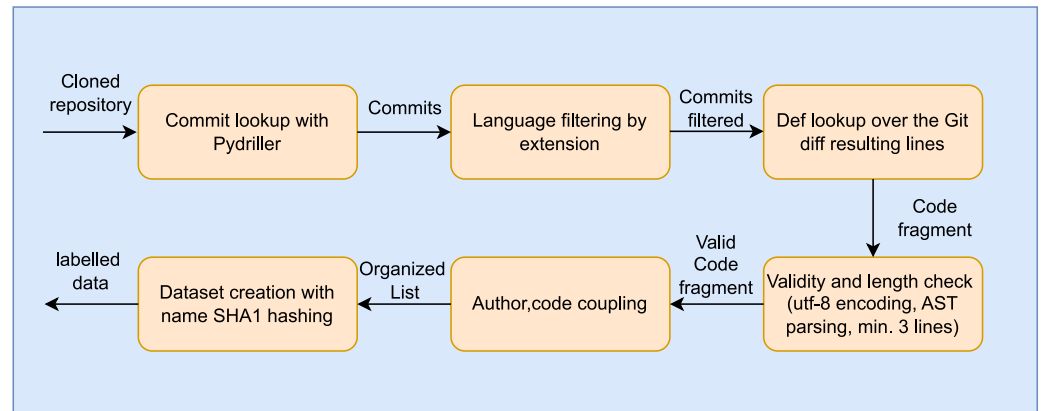 Cloned
repository
Commit lookup with
Pydriller
Commits
Language filtering by
extension
Commits
filtered
Def lookup over the Git
diff resulting lines
Code
fragment
Validity and length check
(utf-8 encoding, AST
parsing, min. 3 lines)
Valid
Code
fragment
Author,code coupling
Organized
List
Dataset creation with
name SHA1 hashing
labelled
data